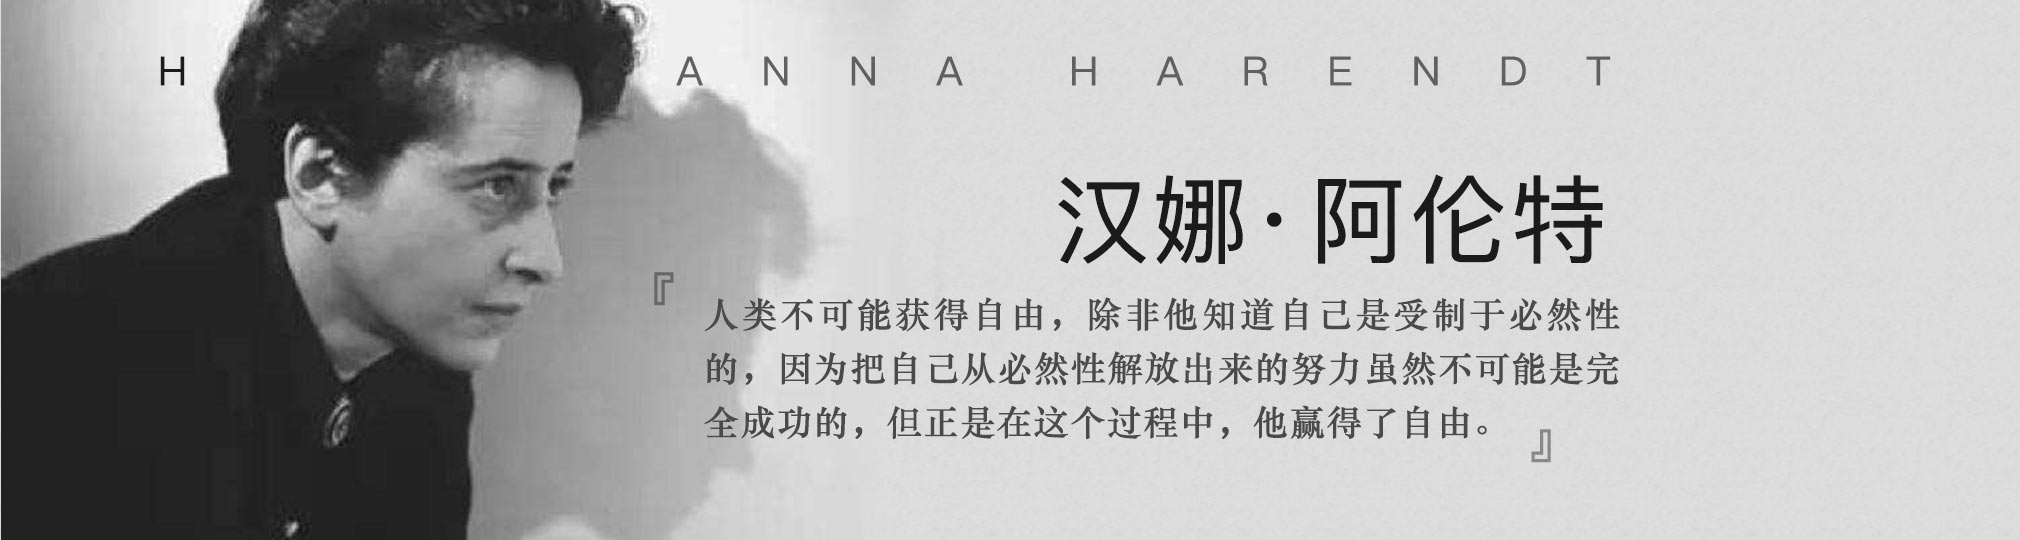 H ANNA HARENDT
汉娜·阿伦特
『人类不可能获得自由，除非他知道自己是受制于必然性
的，因为把自己从必然性解放出来的努力虽然不可能是完
全成功的，但正是在这个过程中，他赢得了自由。』